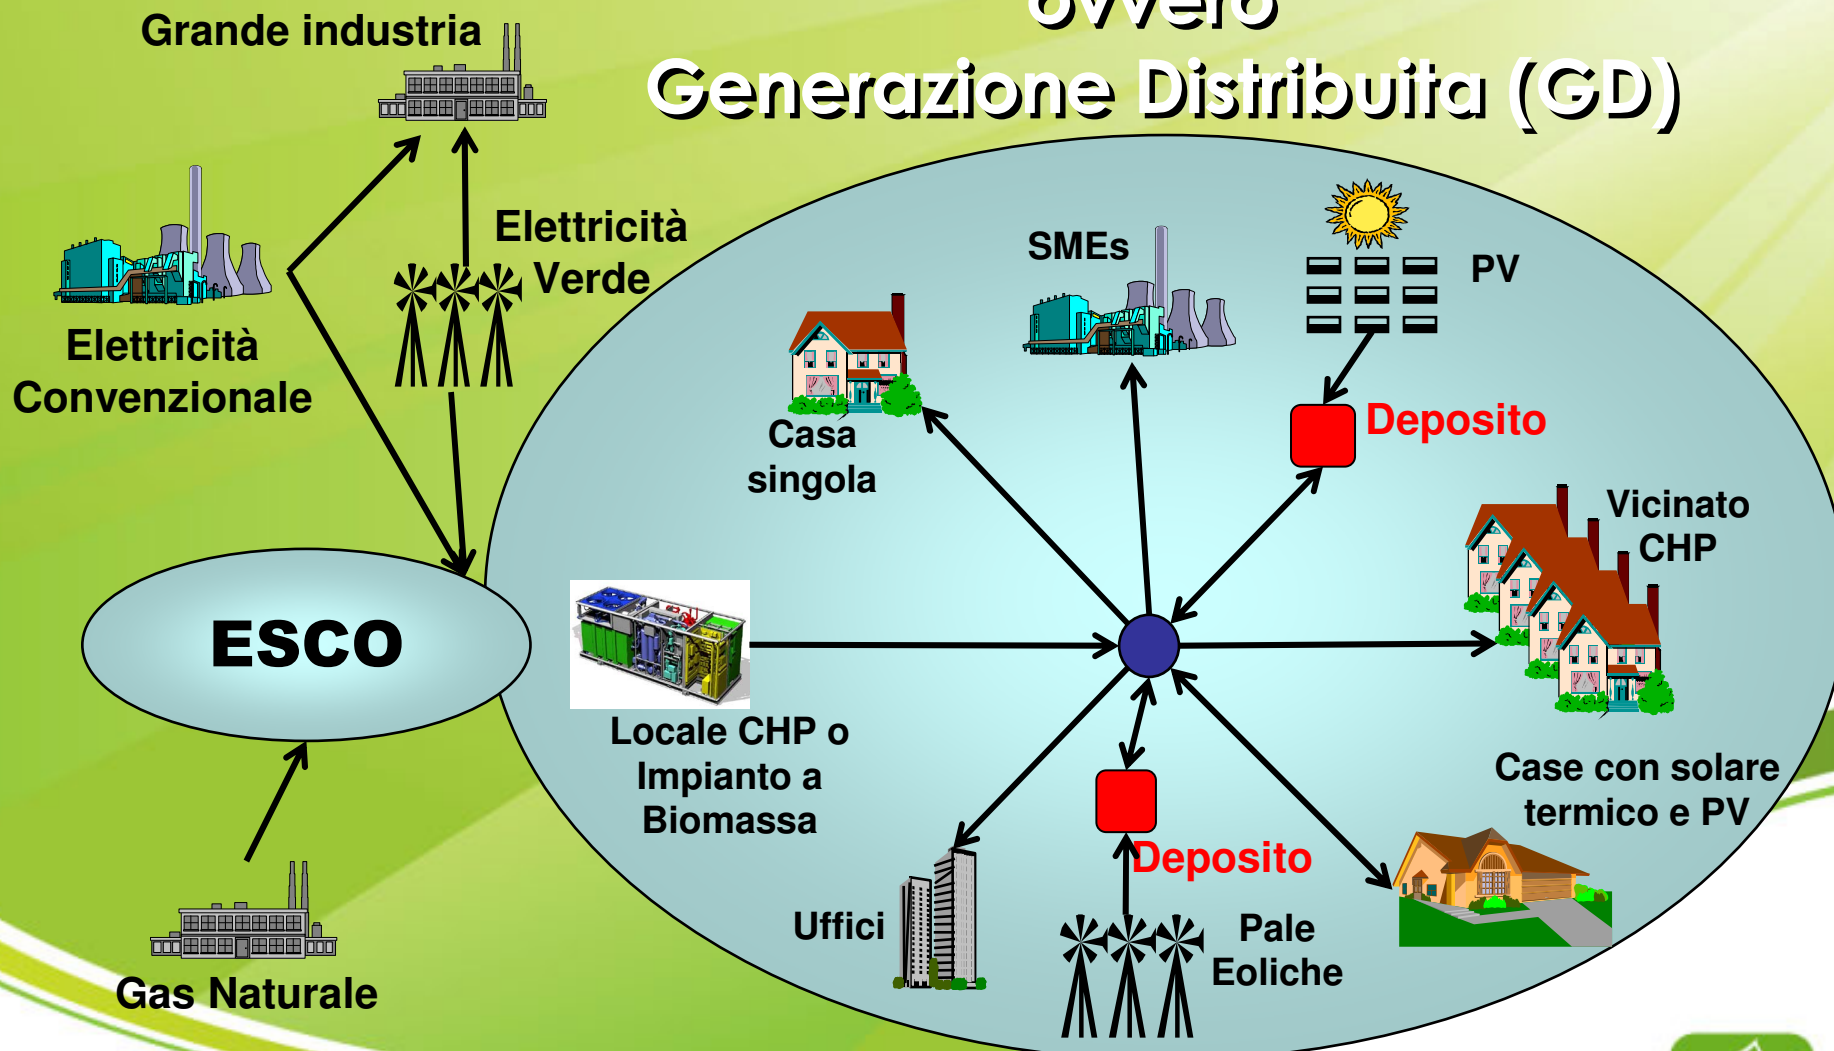 ovvero
Generazione Distribuita (GD)
Grande industria
Elettricità
Verde
Elettricità
Convenzionale
SMEs
PV
Casa
singola
Deposito
Vicinato
CHP
ESCO
Locale CHP o
Impianto a
Biomassa
Case con solare
termico e PV
Deposito
Uffici
Pale
Eoliche
Gas Naturale